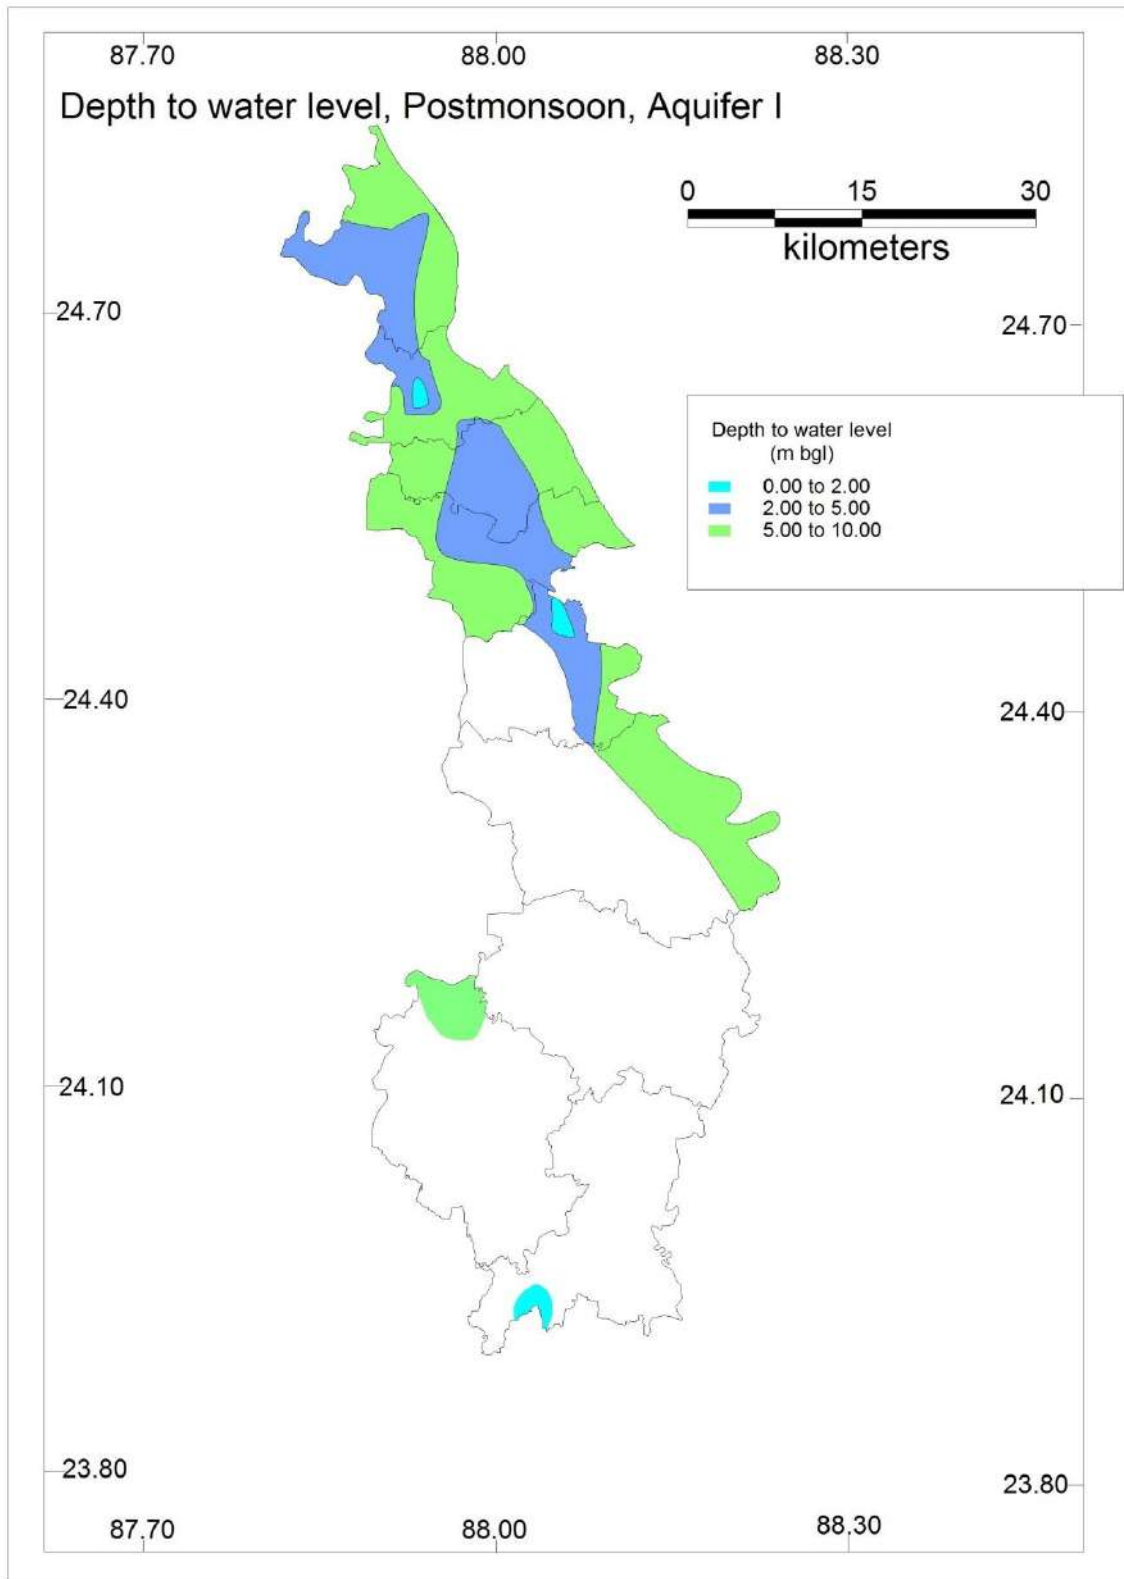 87.70 88.00 88.30
Depth to water level, Postmonsoon, Aquifer I
0 15 30
kilometers
24.70 24.70
Depth to water level
(m bgl)
0.00 to 2.00
2.00 to 5.00
5.00 to 10.00
24.40 24.40
24.10 24.10
23.80 23.80
87.70 88.00 88.30